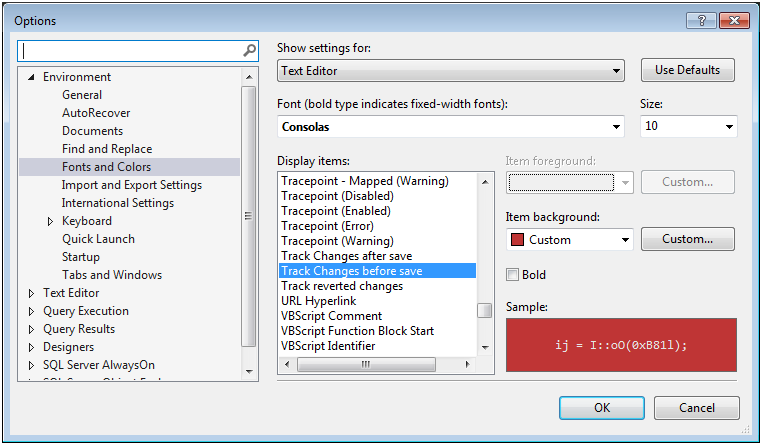 Options
Environment
General
AutoRecover
Documents
Find and Replace
Fonts and Colors
Import and Export Settings
International Settings
Keyboard
Quick Launch
Startup
Tabs and Windows
Text Editor
Query Execution
Query Results
Designers
SQL Server AlwaysOn
Show settings for:
Text Editor
Use Defaults
Font (bold type indicates fixed-width fonts):
Size:
Consolas
10
Display items:
Tracepoint - Mapped (Warning)
Tracepoint (Disabled)
Tracepoint (Enabled)
Tracepoint (Error)
Tracepoint (Warning)
Track Changes after save
Track Changes before save
Track reverted changes
URL Hyperlink
VBScript Comment
VBScript Function Block Start
VBScript Identifier
Item foreground:
Custom...
Item background:
Custom
Custom...
Bold
Sample:
ij = I::oO(0xB81l);
OK
Cancel